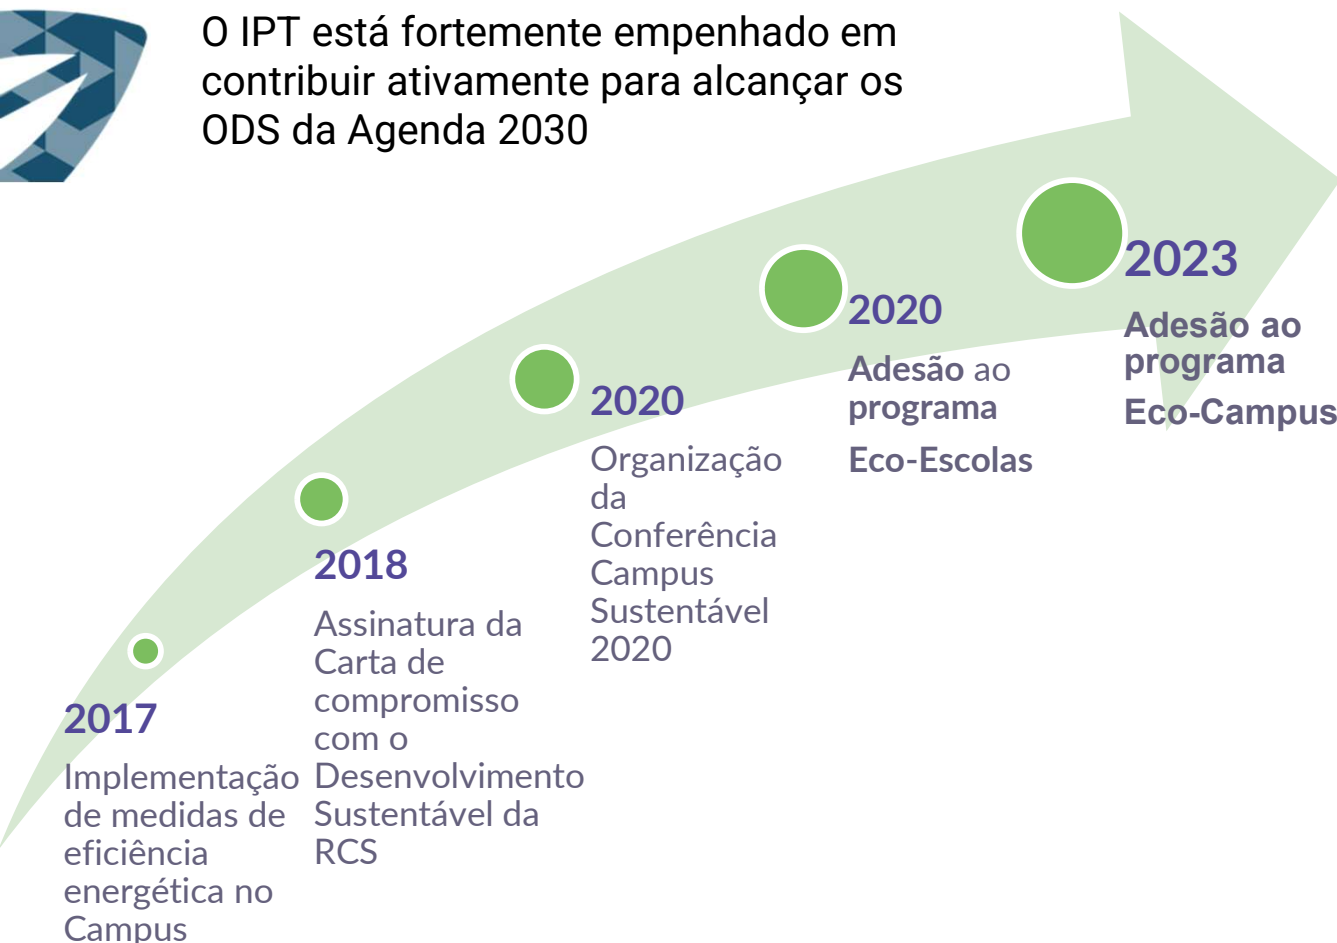 O IPT está fortemente empenhado em
contribuir ativamente para alcançar os
ODS da Agenda 2030
2017
Implementação
de medidas de
eficiência
energética no
Campus
2018
Assinatura da
Carta de
compromisso
com o
Desenvolvimento
Sustentável da
RCS
2020
Organização
da
Conferência
Campus
Sustentável
2020
2020
Adesão ao
programa
Eco-Escolas
2023
Adesão ao
programa
Eco-Campus